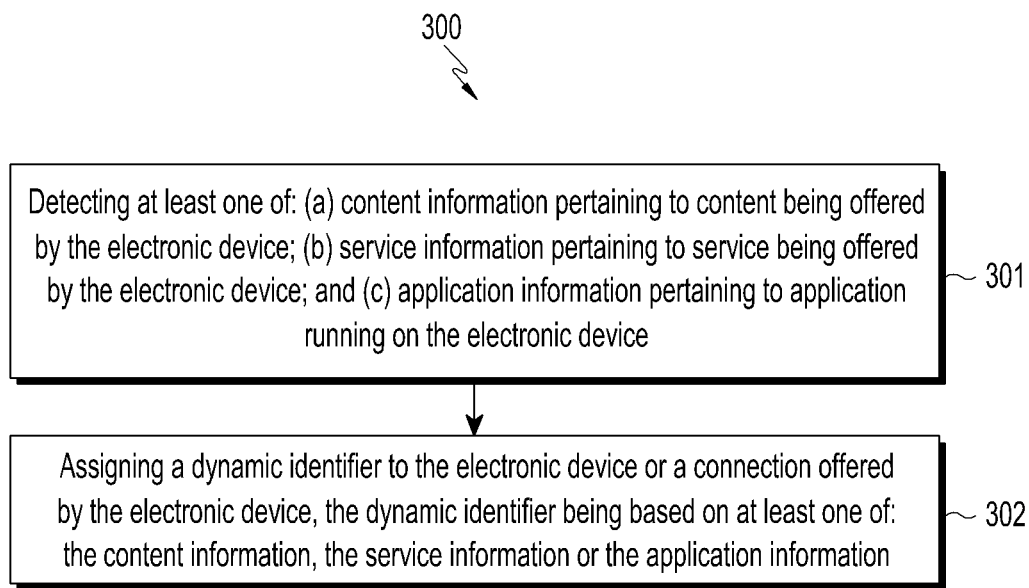 300
Detecting at least one of: (a) content information pertaining to content being offered
by the electronic device; (b) service information pertaining to service being offered
by the electronic device; and (c) application information pertaining to application
running on the electronic device
301
Assigning a dynamic identifier to the electronic device or a connection offered
by the electronic device, the dynamic identifier being based on at least one of:
the content information, the service information or the application information
302